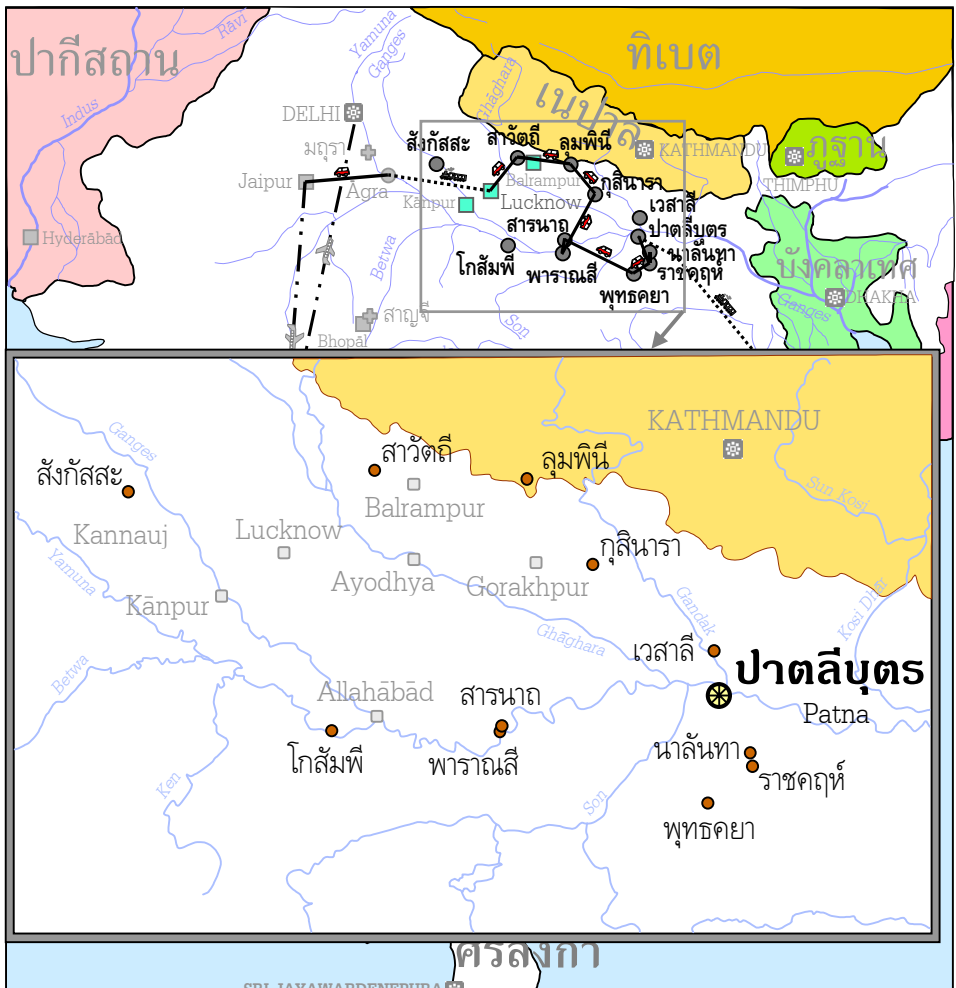 Rāvi
Yamuna
Ganges
ปากีสถาน
ทิเบต
Indus
Ghāghara
เนปาล
DELHI
มถุรา
สังกัสสะ
สาวัตถี
ลุมพินี
KATHMANDU
ภูฐาน
THIMPHU
Jaipur
Agra
Balrampur
Lucknow
กุสินารา
Kānpur
เวสาลี
สารนาถ
ปาตลีบุตร
Hyderābād
Betwa
โกสัมพี
พาราณสี
นาลันทา
ราชคฤห์
พุทธคยา
บังคลาเทศ
DHAKHA
Ganges
สาญจี
Bhopāl
Son
KATHMANDU
Ganges
สาวัตถี
ลุมพินี
สังกัสสะ
Balrampur
Sun Kosi
Kannauj
Lucknow
กุสินารา
Yamuna
Ayodhya
Gorakhpur
Kānpur
Gandak
Kosi Dhār
Ghāghara
เวสาลี
Betwa
ปาตลีบุตร
Allahābād
สารนาถ
Patna
โกสัมพี
พาราณสี
นาลันทา
ราชคฤห์
Ken
Son
พุทธคยา
ศรีลังกา
SRI JAYAWARDENEPURA